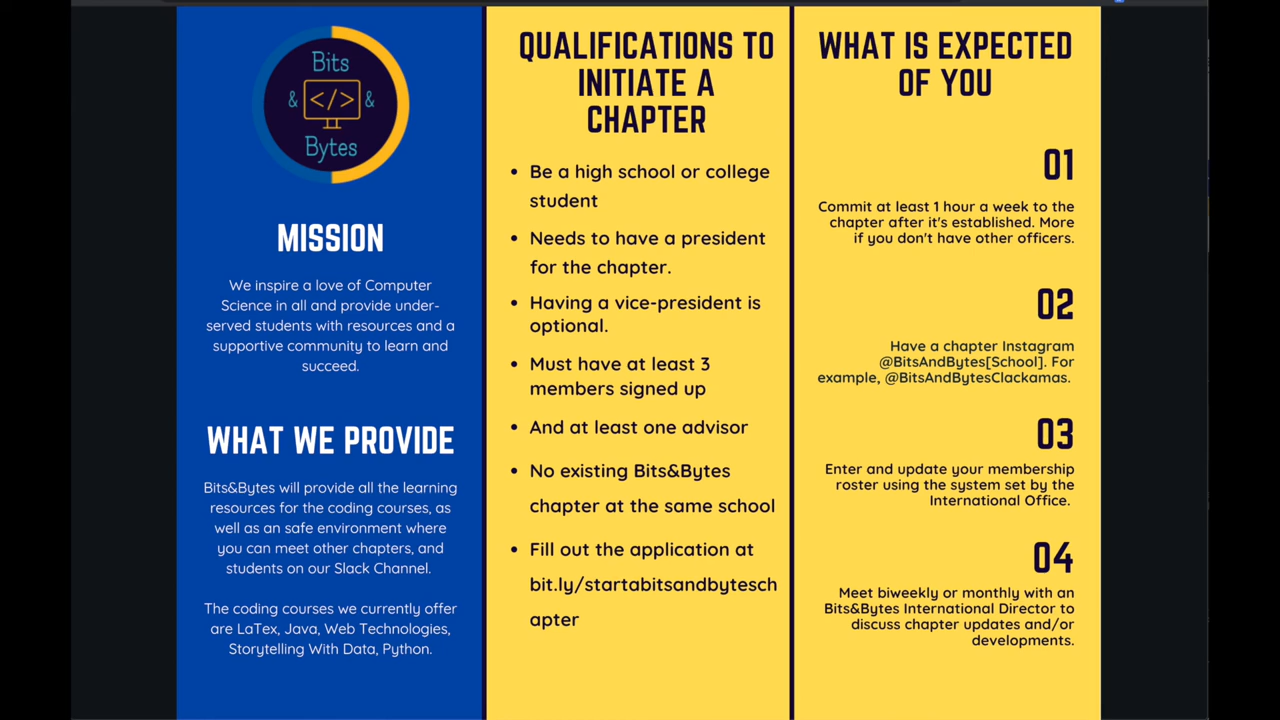 Bits
& </> &
Bytes
MISSION
We inspire a love of Computer
Science in all and provide under-
served students with resources and a
supportive community to learn and
succeed.
WHAT WE PROVIDE
Bits&Bytes will provide all the learning
resources for the coding courses, as
well as an safe environment where
you can meet other chapters, and
students on our Slack Channel.
The coding courses we currently offer
are LaTex, Java, Web Technologies,
Storytelling With Data, Python.
QUALIFICATIONS TO
INITIATE A
CHAPTER
• Be a high school or college
student
• Needs to have a president
for the chapter.
• Having a vice-president is
optional.
• Must have at least 3
members signed up
• And at least one advisor
• No existing Bits&Bytes
chapter at the same school
• Fill out the application at
bit.ly/startabitsandbytesch
apter
WHAT IS EXPECTED
OF YOU
01
Commit at least 1 hour a week to the
chapter after it's established. More
if you don't have other officers.
02
Have a chapter Instagram
@BitsAndBytes[School]. For
example, @BitsAndBytesClackamas.
03
Enter and update your membership
roster using the system set by the
International Office.
04
Meet biweekly or monthly with an
Bits&Bytes International Director to
discuss chapter updates and/or
developments.